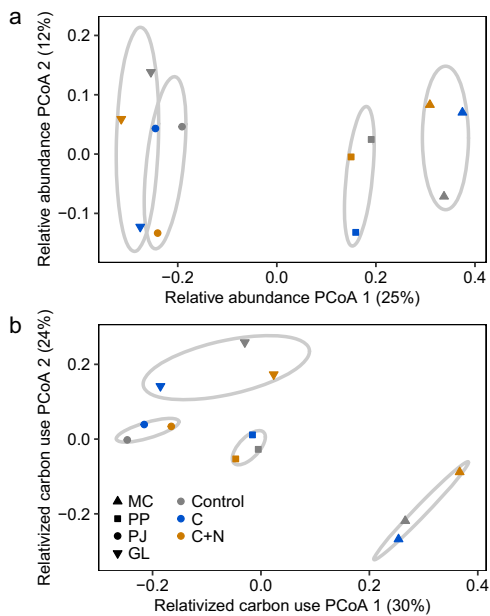 a
Relative abundance PCoA 2 (12%)
0.2
0.1
0.0
−0.1
−0.2 0.0 0.2 0.4
Relative abundance PCoA 1 (25%)
b
Relativized carbon use PCoA 2 (24%)
0.2
0.0
−0.2
MC Control
PP C
PJ C+N
GL
−0.2 0.0 0.2 0.4
Relativized carbon use PCoA 1 (30%)